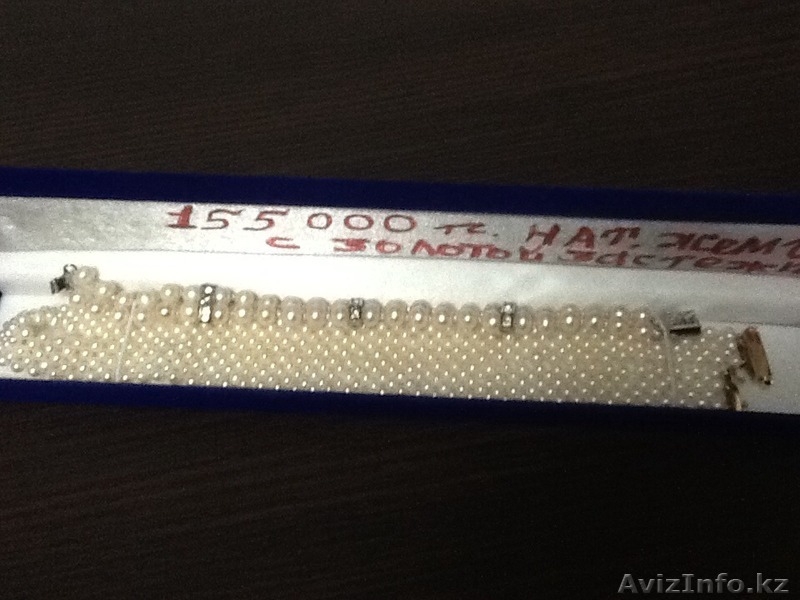 155 000 тг. НАТ. ЖЕМЧ
с золотой застежк
AvizInfo.kz